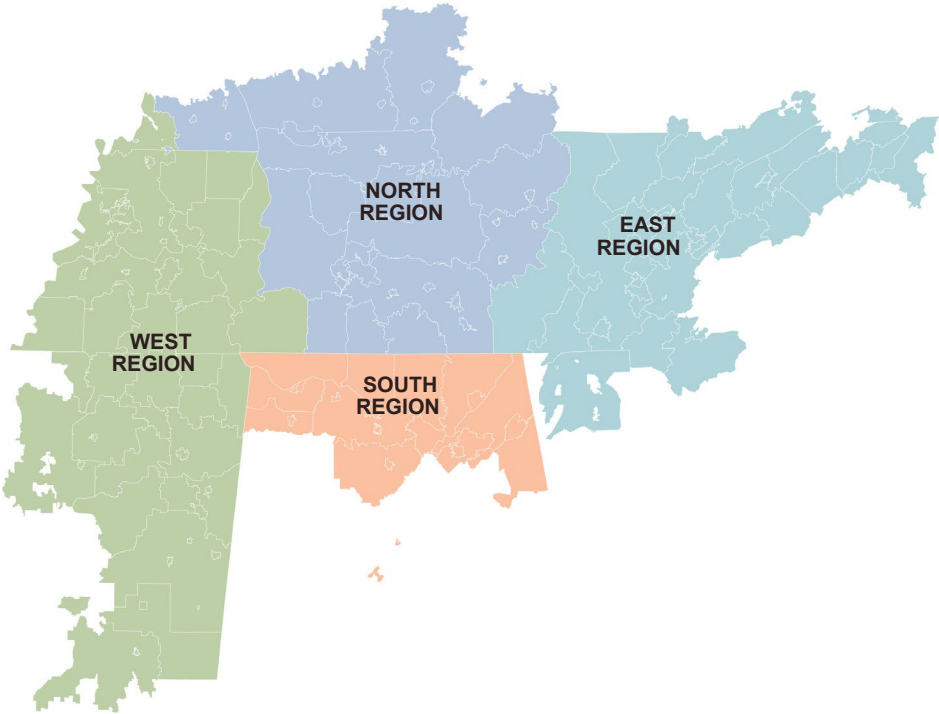 NORTH
REGION
EAST
REGION
WEST
REGION
SOUTH
REGION